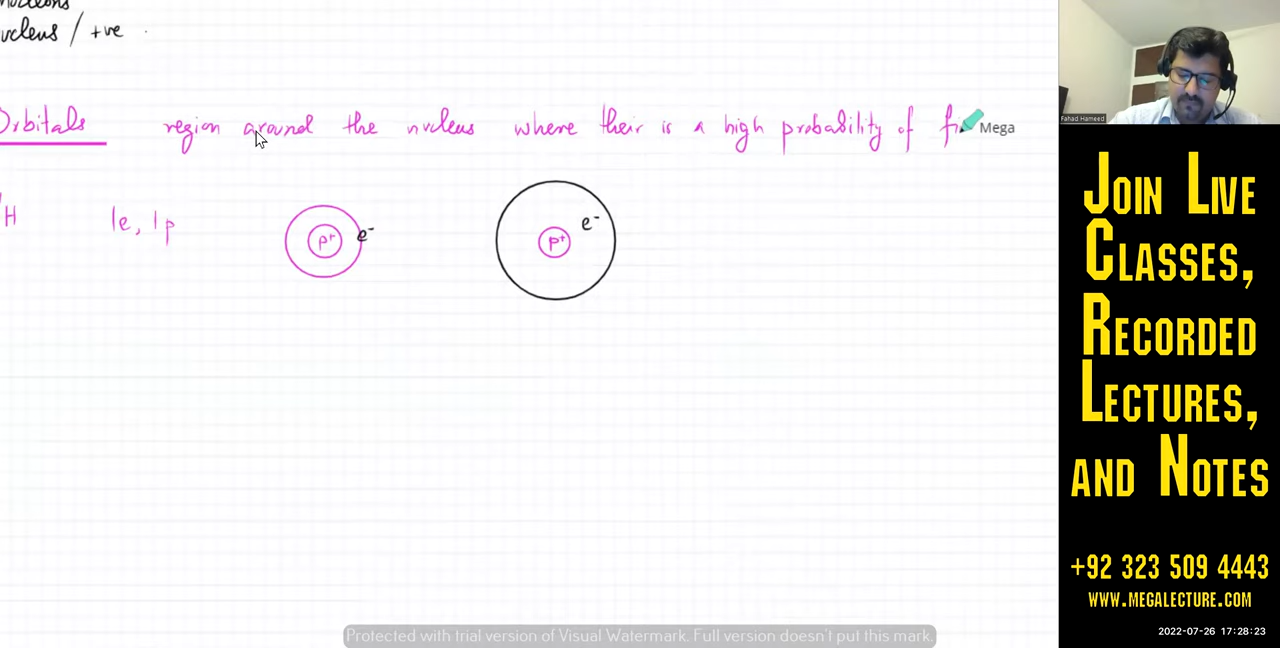 / +ve
Orbitals region around the nucleus where their is a high probability of
Mega
H 1e, 1p p+ e- p+ e-
Fahad Hameed
JOIN LIVE
CLASSES,
RECORDED
LECTURES,
AND NOTES
+92 323 509 4443
WWW.MEGALECTURE.COM
2022-07-26 17:28:23
Protected with trial version of Visual Watermark. Full version doesn't put this mark.